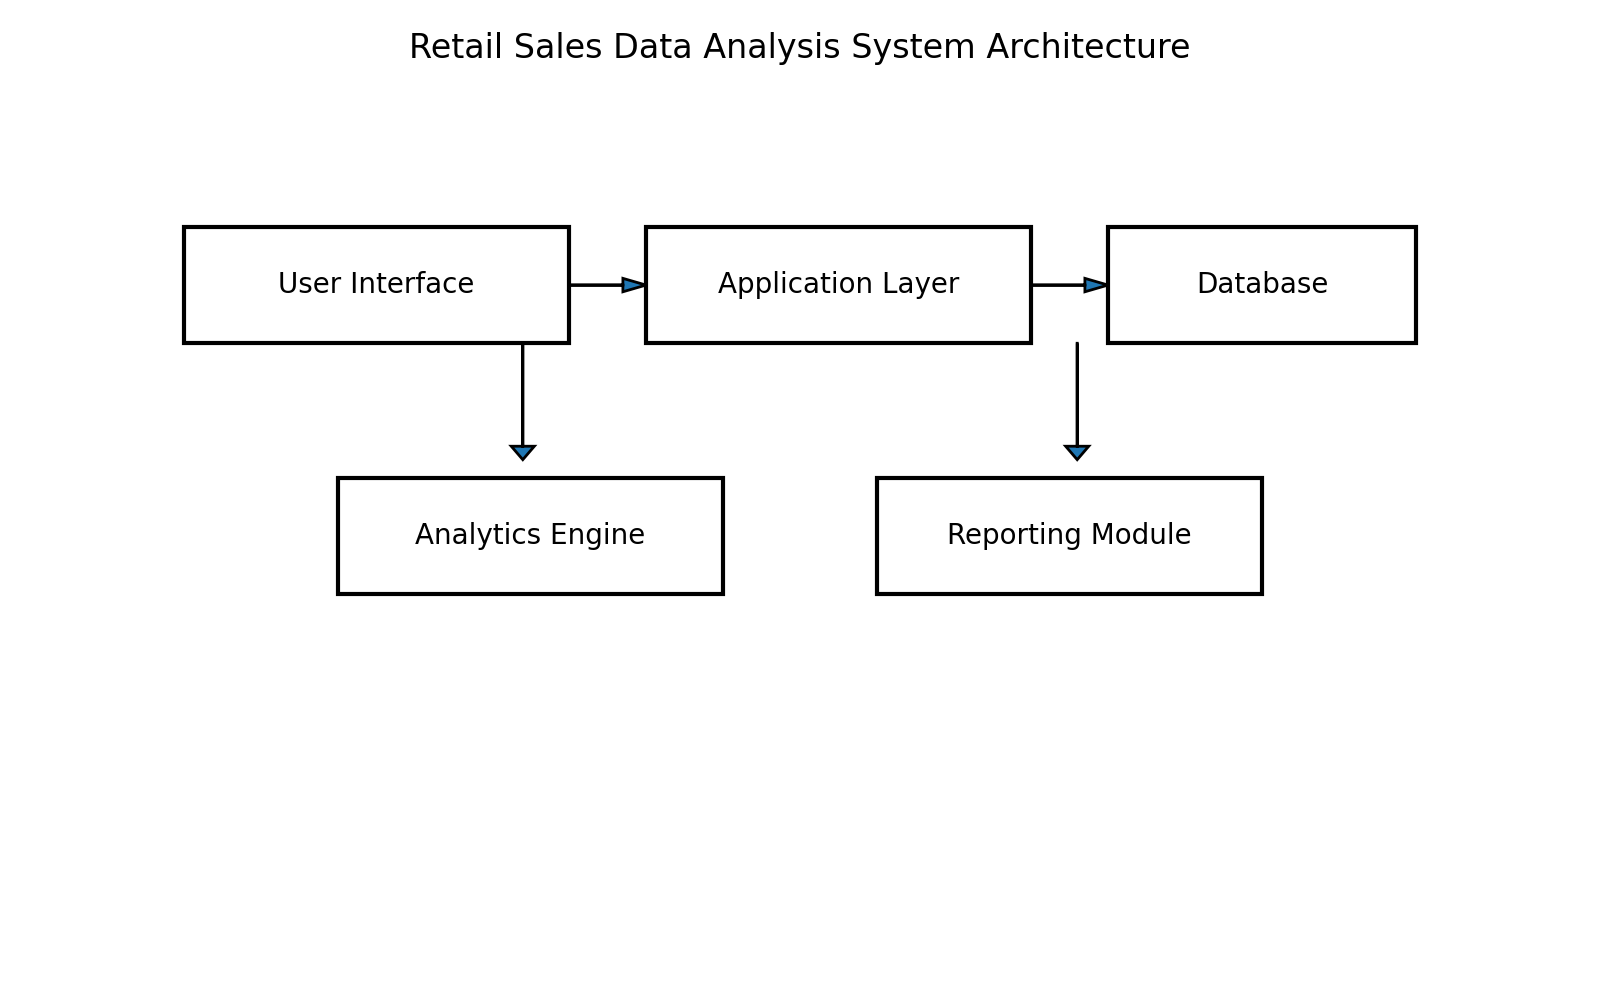 Retail Sales Data Analysis System Architecture
User Interface
Application Layer
Database
Analytics Engine
Reporting Module